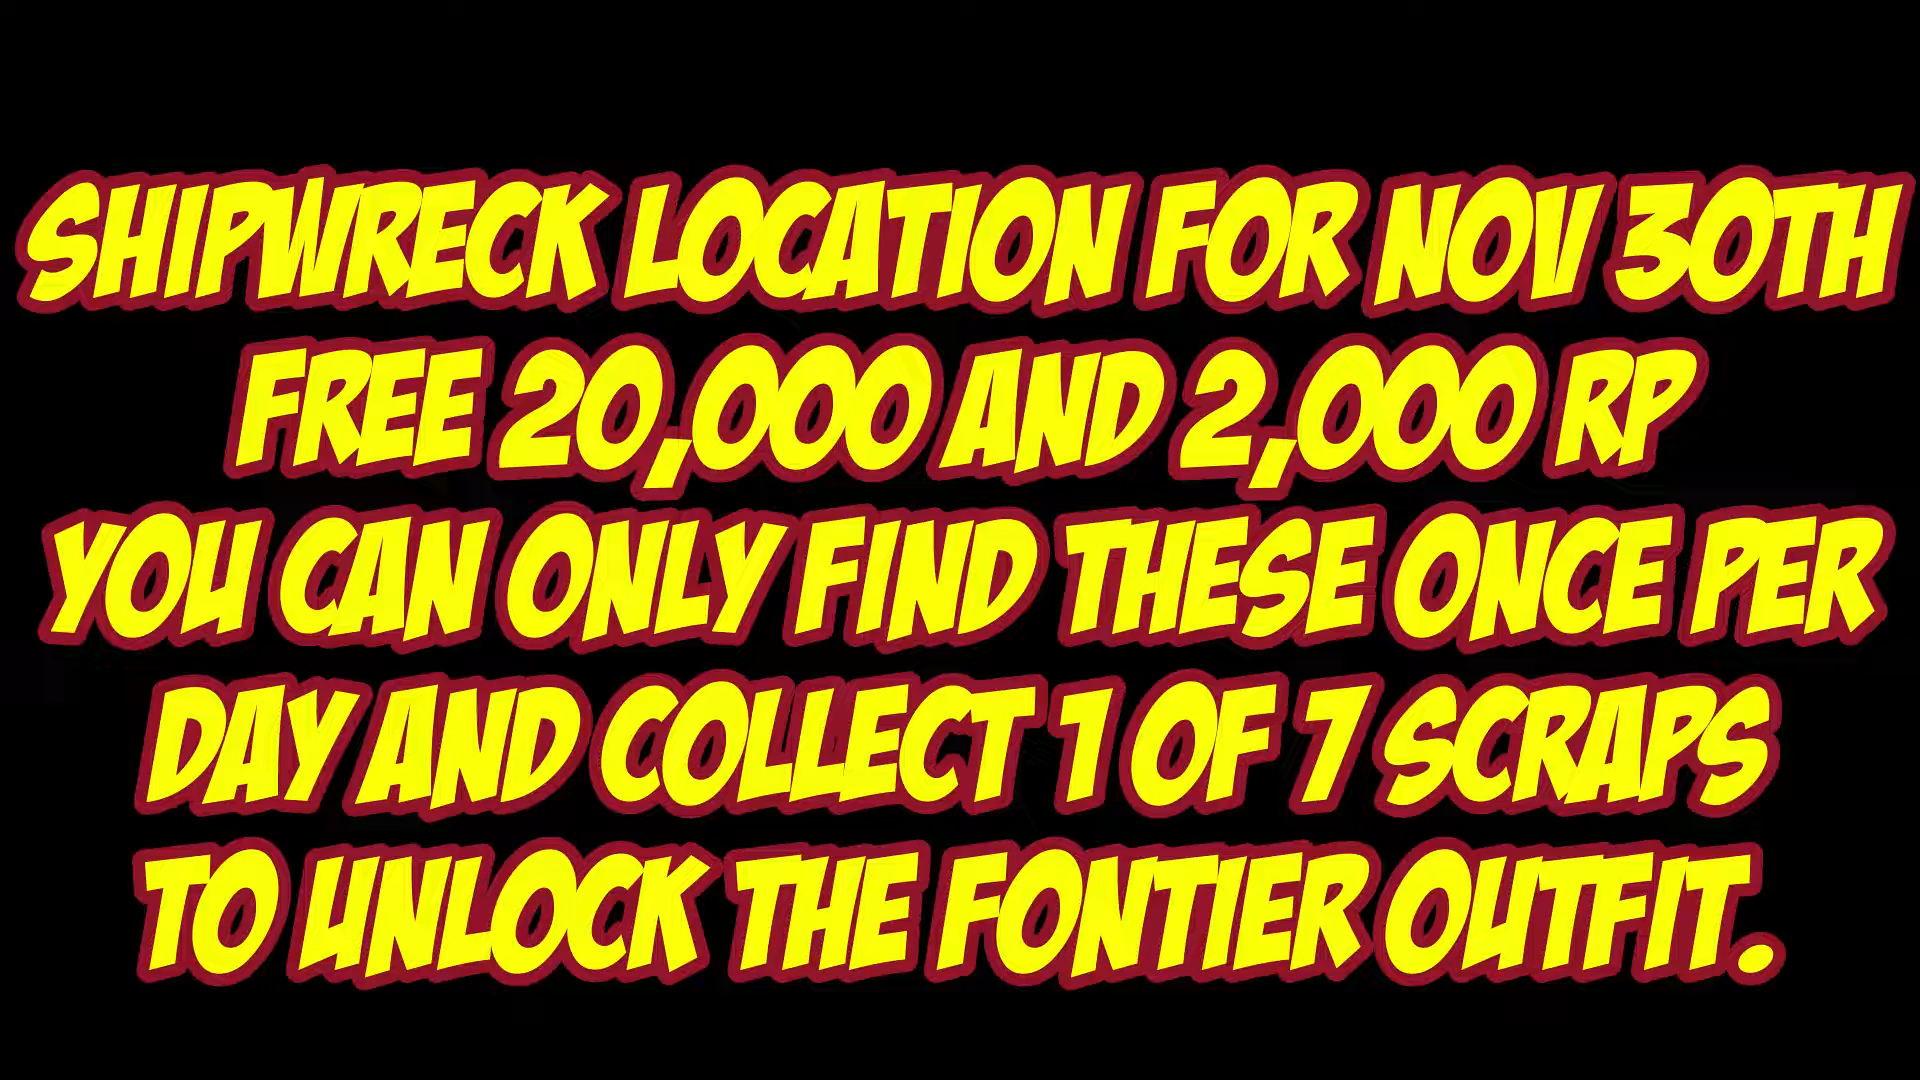 SHIPWRECK LOCATION FOR NOV 30TH
FREE 20,000 AND 2,000 RP
YOU CAN ONLY FIND THESE ONCE PER
DAY AND COLLECT 1 OF 7 SCRAPS
TO UNLOCK THE FONTIER OUTFIT.